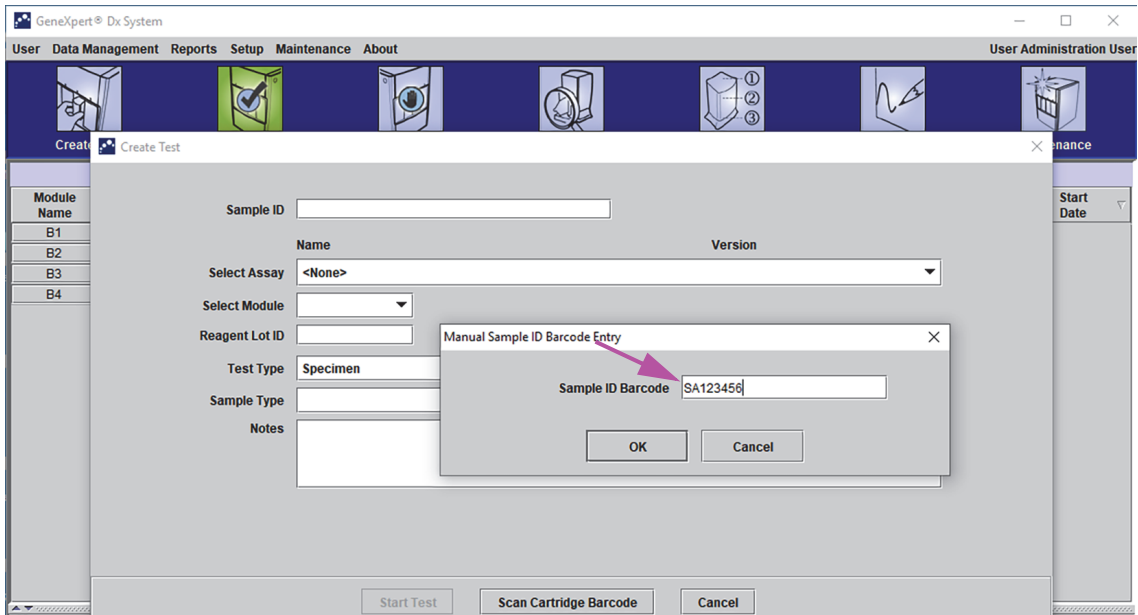 GeneXpert® Dx System
User Data Management Reports Setup Maintenance About User Administration User
① 
②
③
Create
enance
Create Test
Module
Name
Start
Date
B1
B2
B3
B4
Sample ID
Name Version
Select Assay <None>
Select Module
Reagent Lot ID
Test Type Specimen
Sample Type
Notes
Manual Sample ID Barcode Entry
Sample ID Barcode SA123456
OK Cancel
Start Test Scan Cartridge Barcode Cancel